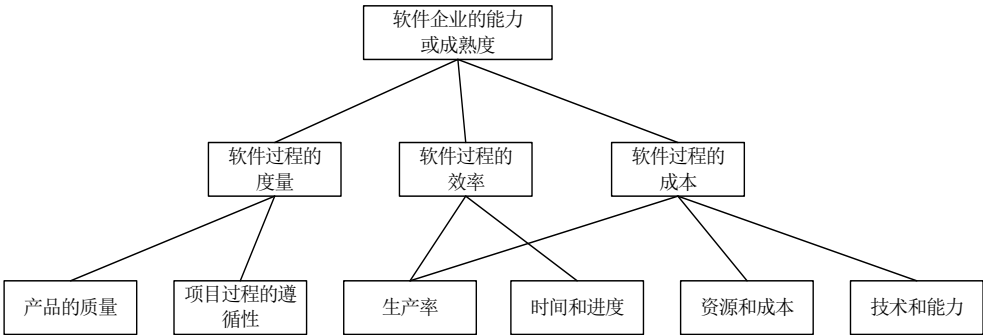 软件企业的能力
或成熟度
软件过程的
度量
软件过程的
效率
软件过程的
成本
产品的质量
项目过程的遵
循性
生产率
时间和进度
资源和成本
技术和能力